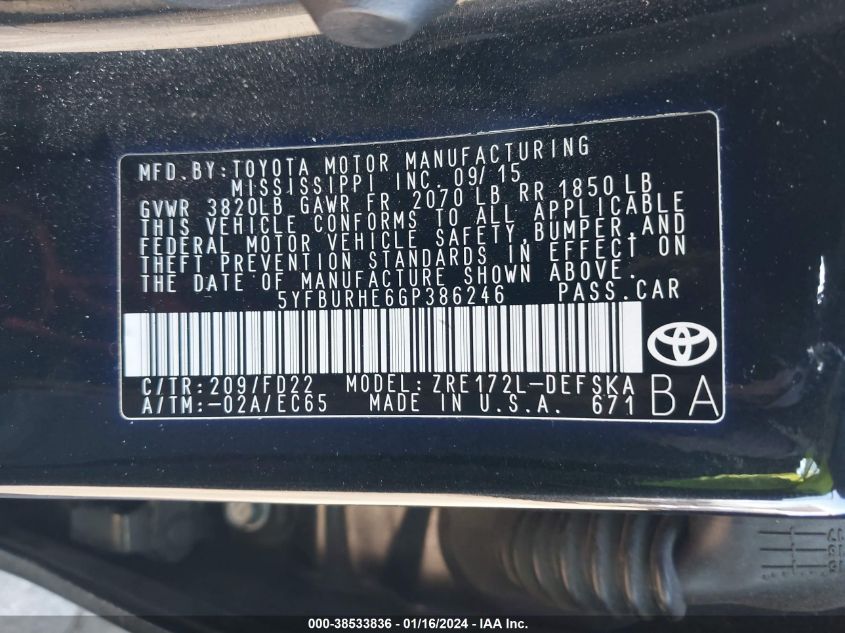 MFD.BY:TOYOTA MOTOR MANUFACTURING
MISSISSIPPI INC. 09/15
GVWR 3820LB GAWR FR 2070 LB RR 1850 LB
THIS VEHICLE CONFORMS TO ALL APPLICABLE
FEDERAL MOTOR VEHICLE SAFETY,BUMPER,AND
THEFT PREVENTION STANDARDS IN EFFECT ON
THE DATE OF MANUFACTURE SHOWN ABOVE.
5YFBURHE6GP386246 PASS.CAR
C/TR:209/FD22 MODEL:ZRE172L-DEFSKA
A/TM:-02A/EC65 MADE IN U.S.A. 671 BA
000-38533836 - 01/16/2024 - IAA Inc.